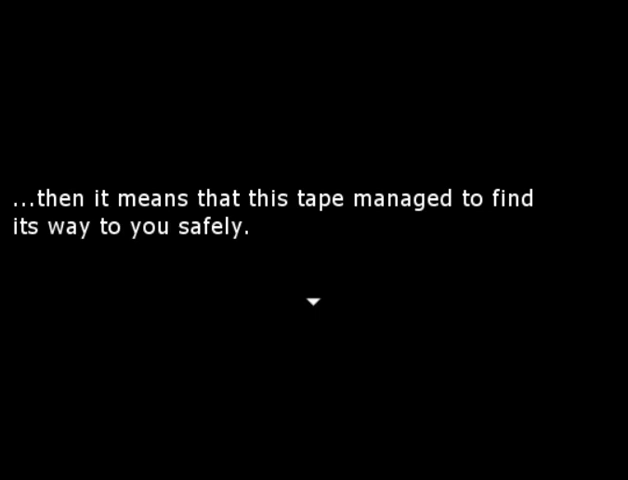 ...then it means that this tape managed to find
its way to you safely.